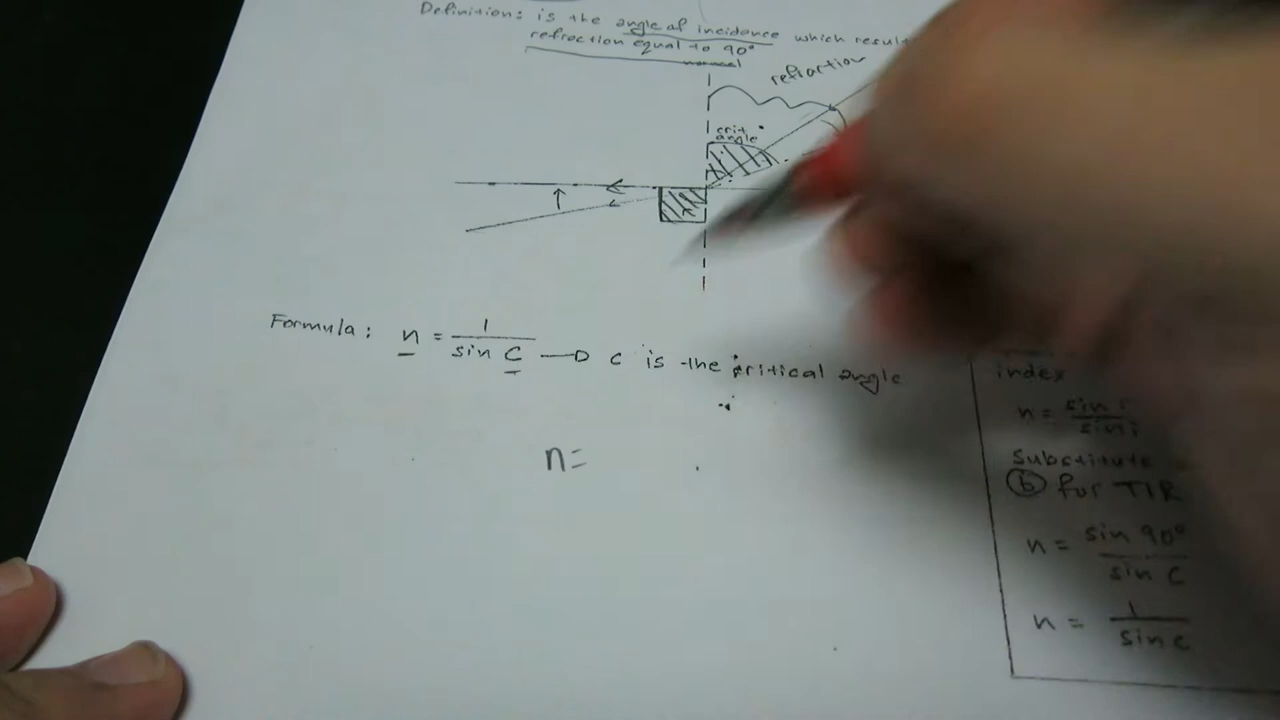 Definition: is the angle of incidence which result
refraction equal to 90°
normal
refraction
crit
angle
Formula: n = 1 / sin C → C is the critical angle
n=
index
n = sin i / sin
substitute
(b) for TIR
n = sin 90° / sin C
n = 1 / sin c